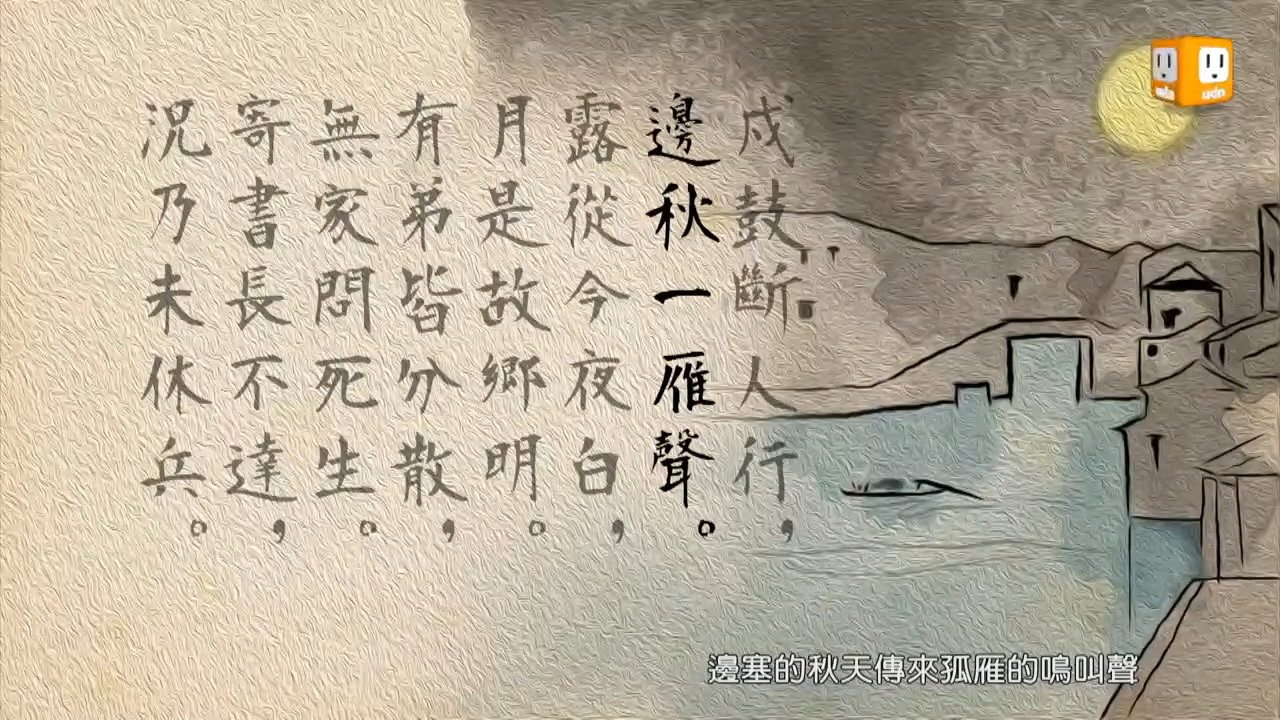 戍鼓斷人行，
邊秋一雁聲。
露從今夜白，
月是故鄉明。
有弟皆分散，
無家問死生。
寄書長不達，
況乃未休兵。
udn
udn
邊塞的秋天傳來孤雁的鳴叫聲